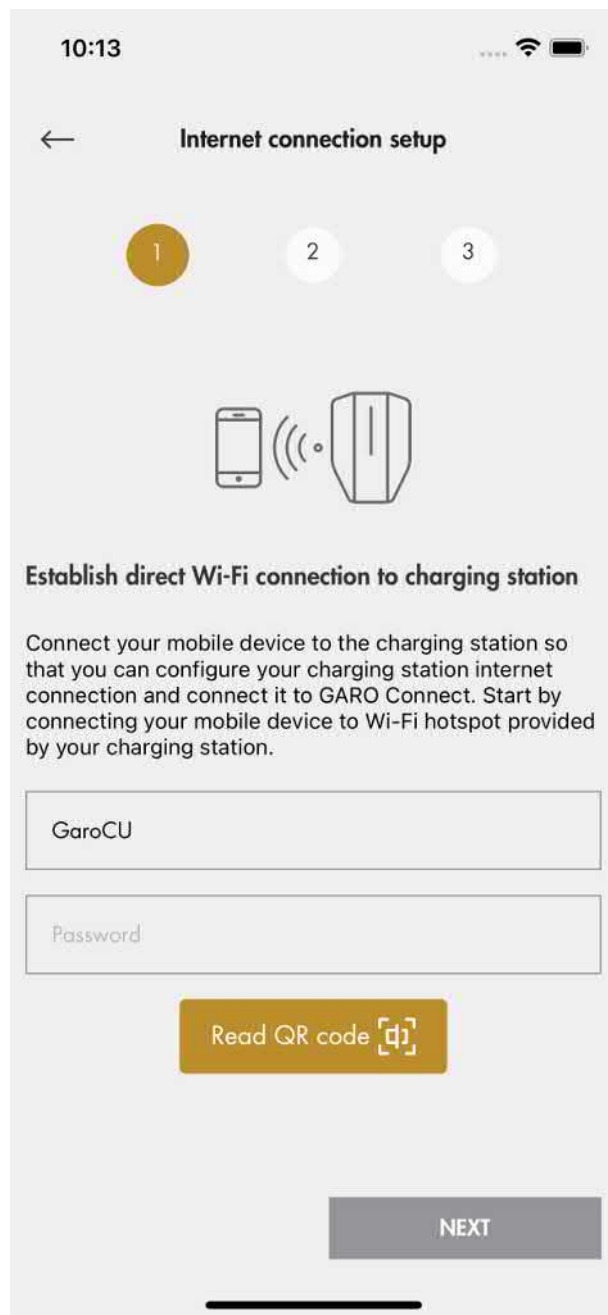 10:13
Internet connection setup
1 2 3
Establish direct Wi-Fi connection to charging station
Connect your mobile device to the charging station so
that you can configure your charging station internet
connection and connect it to GARO Connect. Start by
connecting your mobile device to Wi-Fi hotspot provided
by your charging station.
GaroCU
Password
Read QR code
NEXT